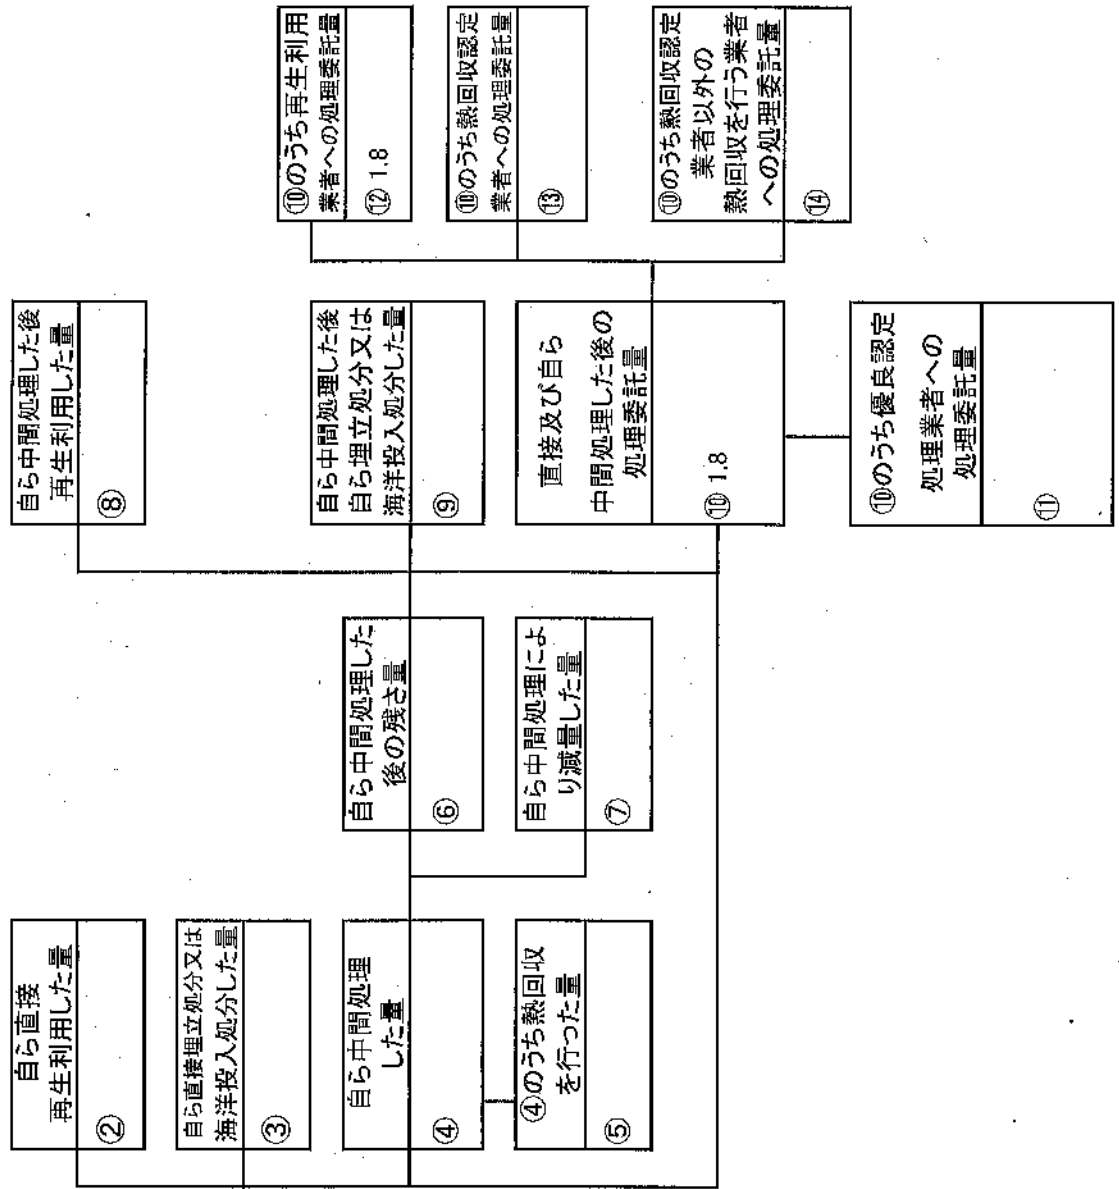 自ら直接
再生利用した量
②
自ら直接埋立処分又は
海洋投入処分した量
③
自ら中間処理
した量
④
④のうち熱回収
を行った量
⑤
自ら中間処理した
後の残さ量
⑥
自ら中間処理によ
り減量した量
⑦
自ら中間処理した後
再生利用した量
⑧
自ら中間処理した後
自ら埋立処分又は
海洋投入処分した量
⑨
直接及び自ら
中間処理した後の
処理委託量
⑩ 1.8
⑩のうち優良認定
処理業者への
処理委託量
⑪
⑩のうち再生利用
業者への処理委託量
⑫ 1.8
⑩のうち熱回収認定
業者への処理委託量
⑬
⑩のうち熱回収認定
業者以外の
熱回収を行う業者
への処理委託量
⑭